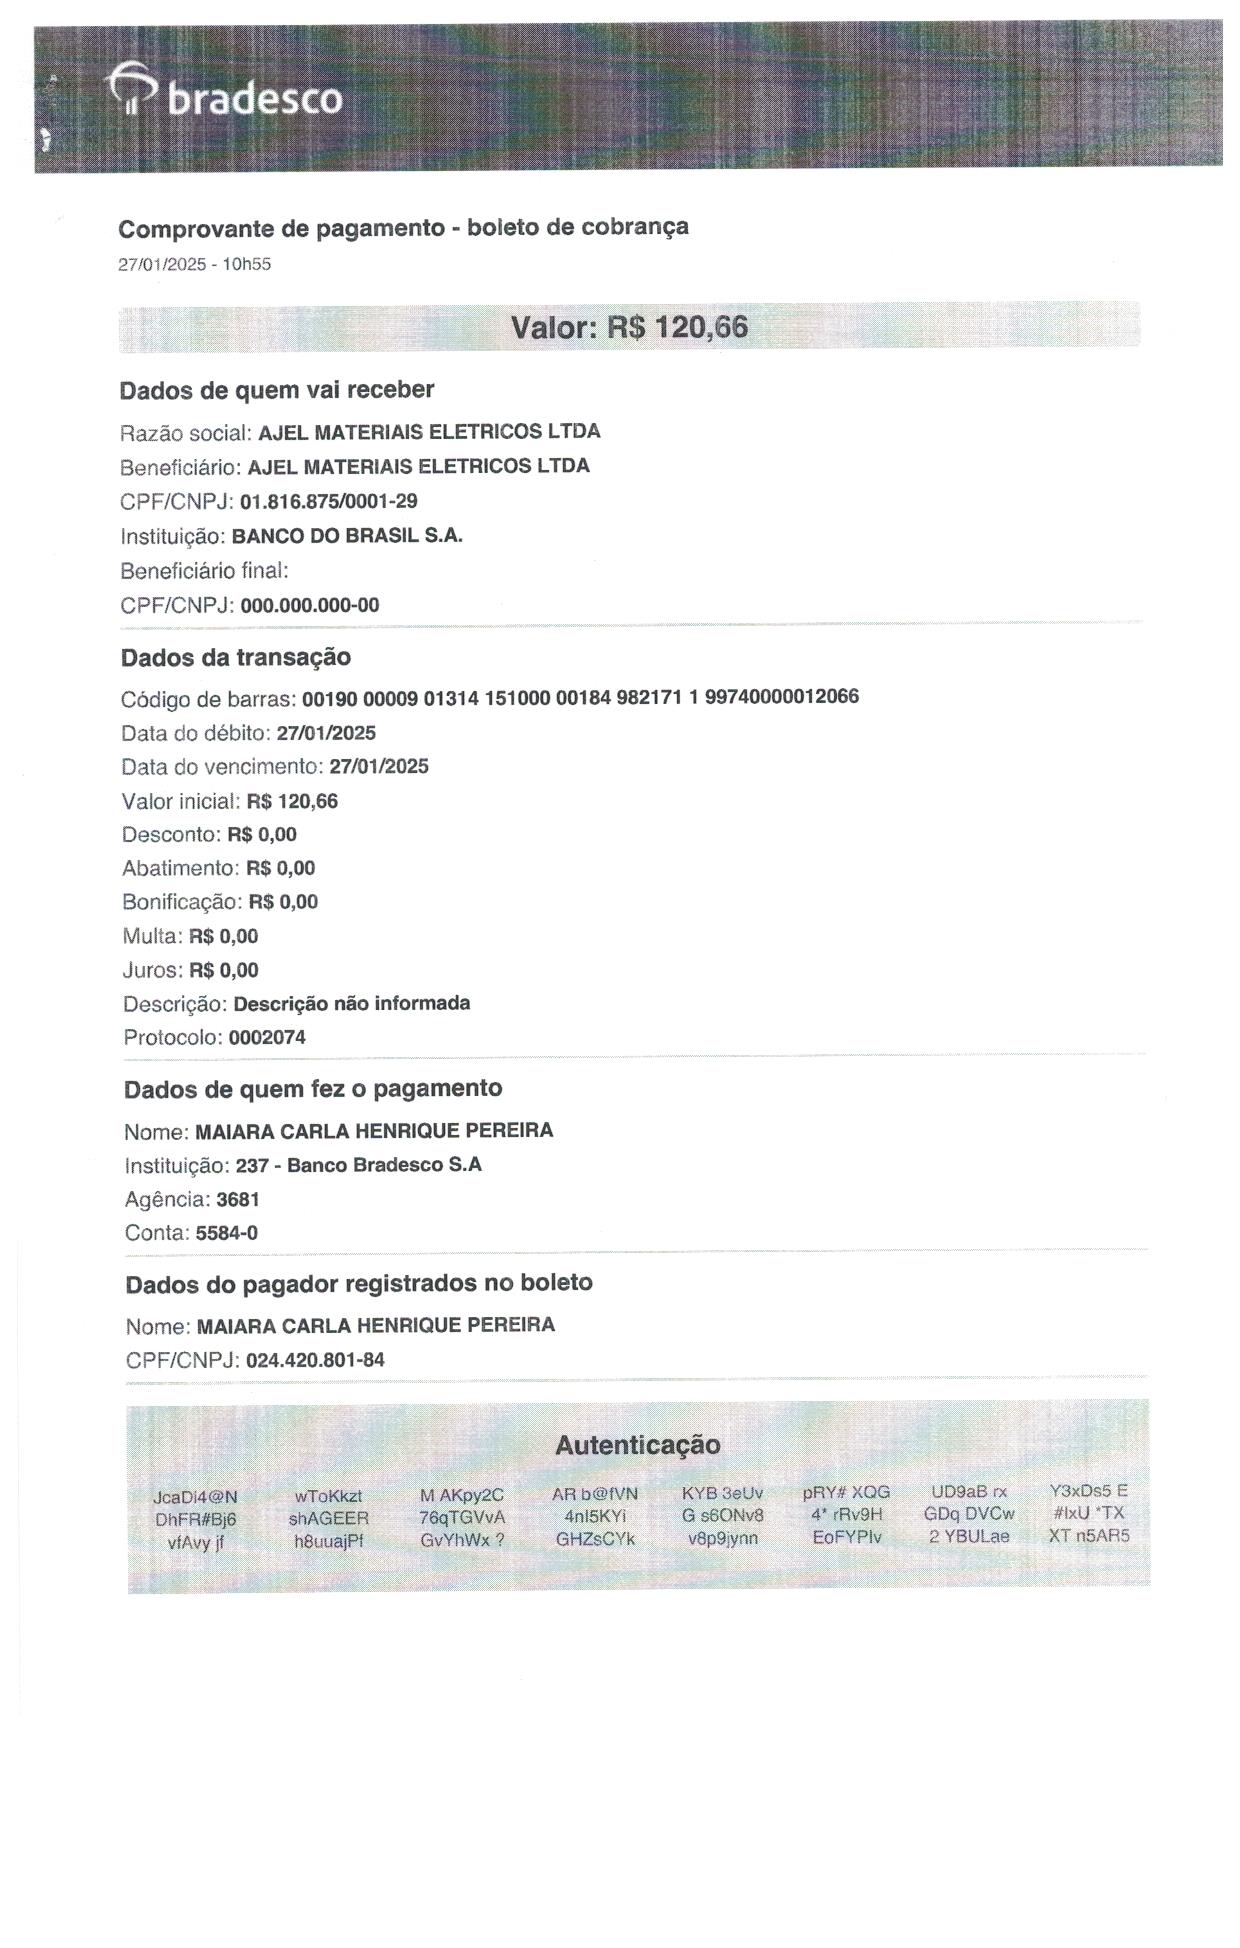 bradesco
Comprovante de pagamento - boleto de cobrança
27/01/2025 - 10h55
Valor: R$ 120,66
Dados de quem vai receber
Razão social: AJEL MATERIAIS ELETRICOS LTDA
Beneficiário: AJEL MATERIAIS ELETRICOS LTDA
CPF/CNPJ: 01.816.875/0001-29
Instituição: BANCO DO BRASIL S.A.
Beneficiário final:
CPF/CNPJ: 000.000.000-00
Dados da transação
Código de barras: 00190 00009 01314 151000 00184 982171 1 99740000012066
Data do débito: 27/01/2025
Data do vencimento: 27/01/2025
Valor inicial: R$ 120,66
Desconto: R$ 0,00
Abatimento: R$ 0,00
Bonificação: R$ 0,00
Multa: R$ 0,00
Juros: R$ 0,00
Descrição: Descrição não informada
Protocolo: 0002074
Dados de quem fez o pagamento
Nome: MAIARA CARLA HENRIQUE PEREIRA
Instituição: 237 - Banco Bradesco S.A
Agência: 3681
Conta: 5584-0
Dados do pagador registrados no boleto
Nome: MAIARA CARLA HENRIQUE PEREIRA
CPF/CNPJ: 024.420.801-84
Autenticação
JcaDi4@N wToKkzt M AKpy2C AR b@fVN KYB 3eUv pRY# XQG UD9aB rx Y3xDs5 E
DhFR#Bj6 shAGEER 76qTGVvA 4nI5KYi G s6ONv8 4* rRv9H GDq DVCw #IxU *TX
vfAvy jf h8uuajPf GvYhWx ? GHZsCYk v8p9jynn EoFYPIv 2 YBULae XT n5AR5